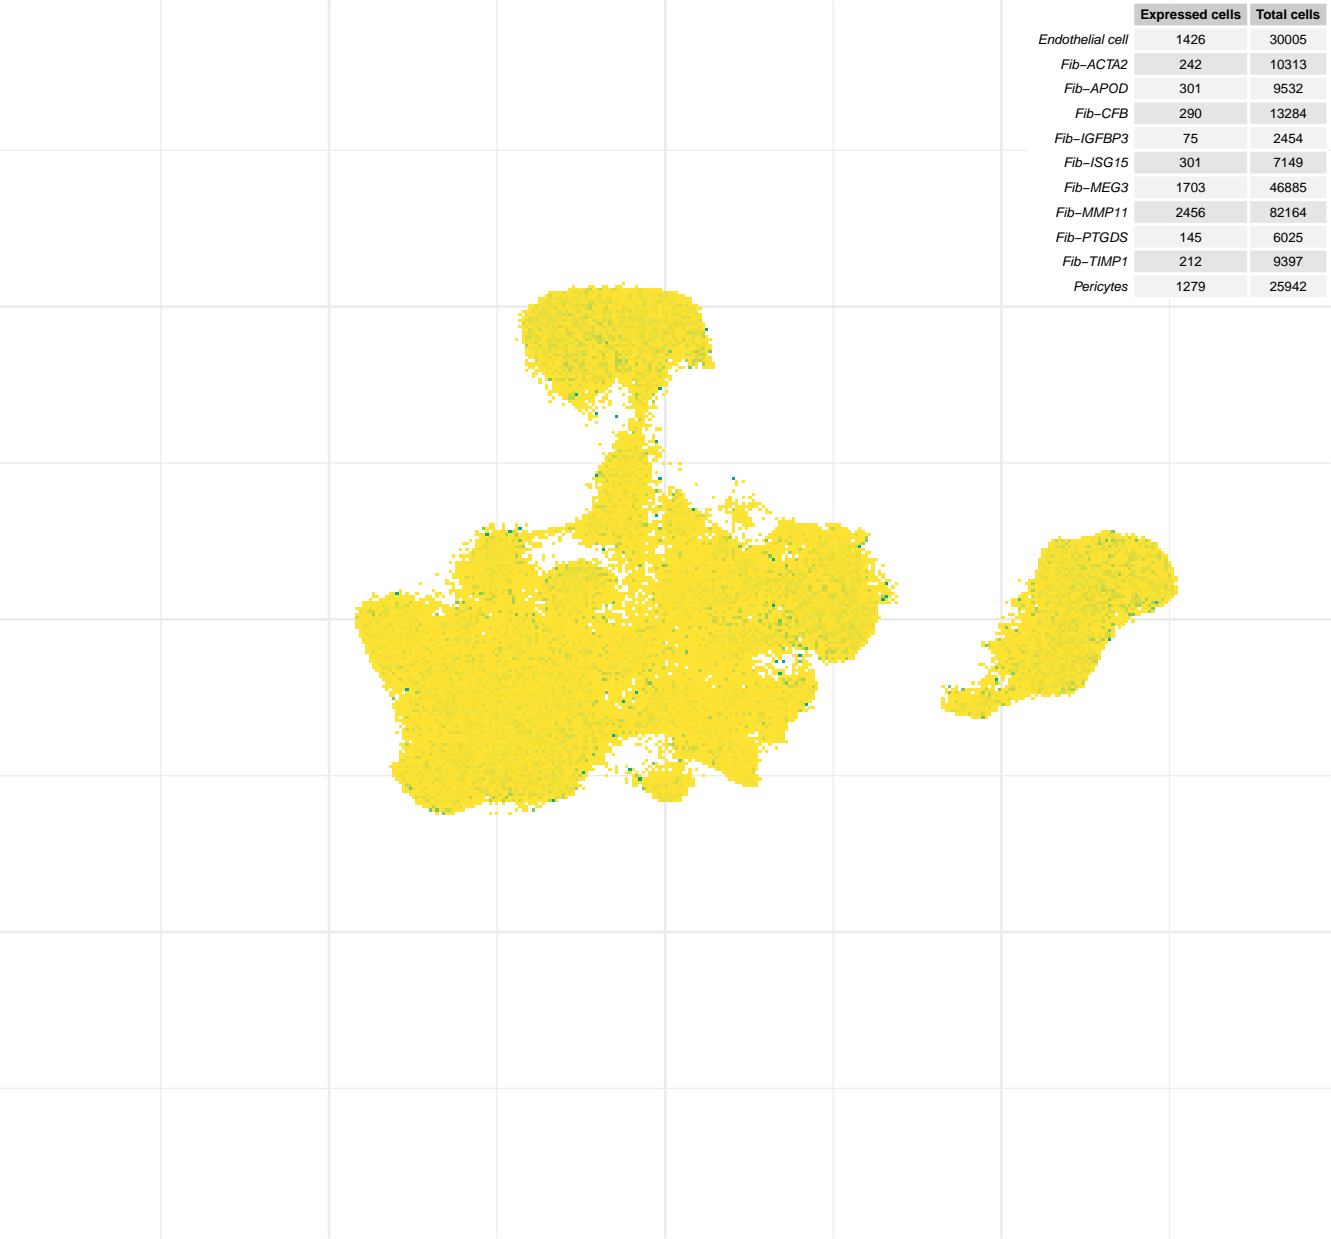 Expressed cells Total cells
Endothelial cell 1426 30005
Fib−ACTA2 242 10313
Fib−APOD 301 9532
Fib−CFB 290 13284
Fib−IGFBP3 75 2454
Fib−ISG15 301 7149
Fib−MEG3 1703 46885
Fib−MMP11 2456 82164
Fib−PTGDS 145 6025
Fib−TIMP1 212 9397
Pericytes 1279 25942